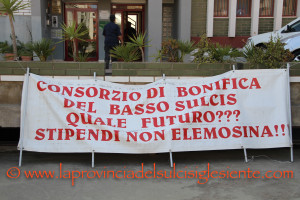 CONSORZIO DI BONIFICA
DEL BASSO SULCIS
QUALE FUTURO???
STIPENDI NON ELEMOSINA!!
© www.laprovinciadelsulcisiglesiente.com